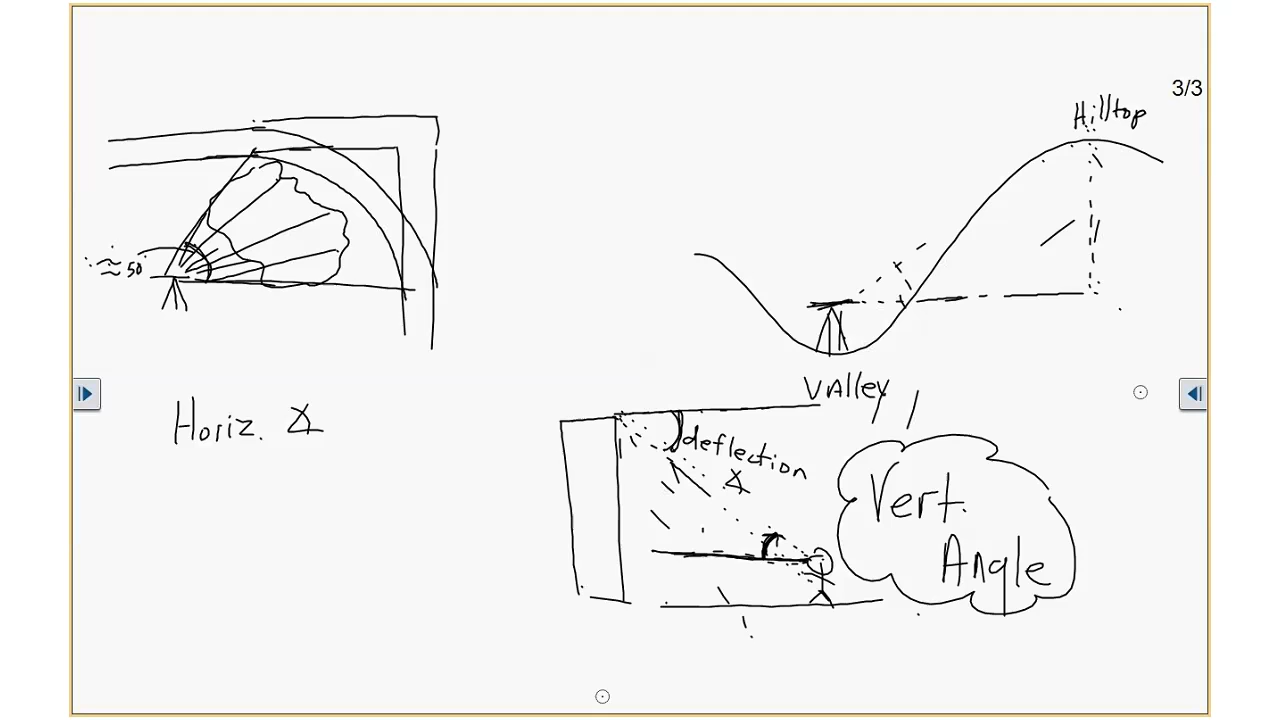 3/3
Hilltop
≈ 50
Valley
Horiz. ∡
deflection
∡
Vert.
Angle